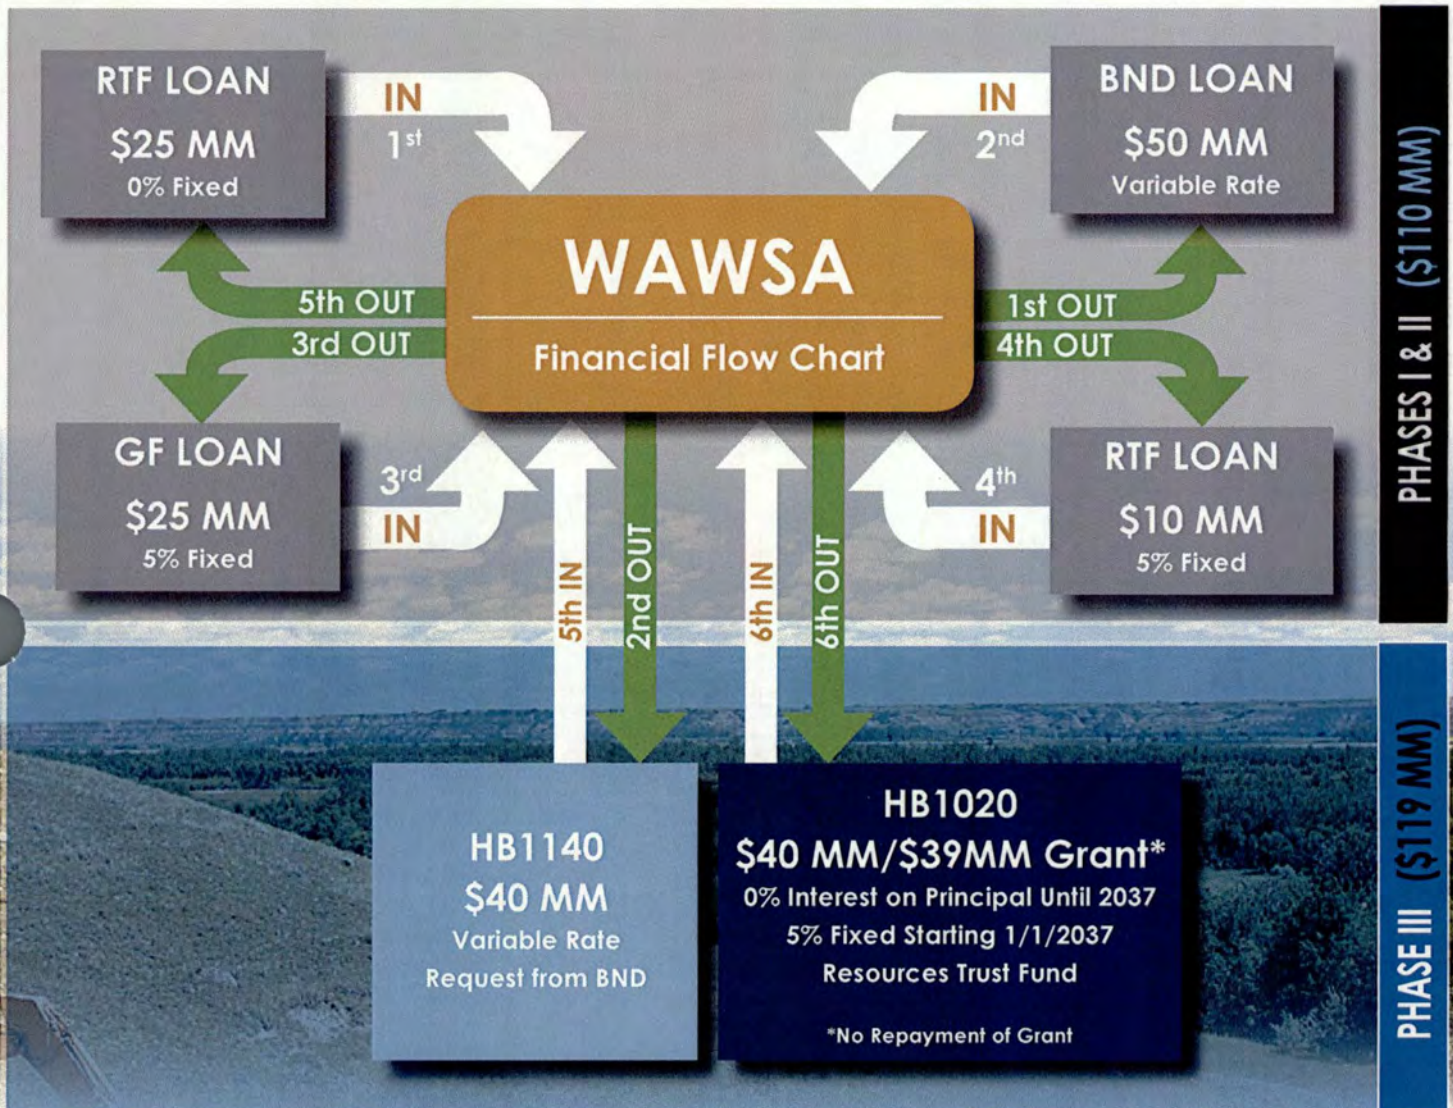 RTF LOAN
$25 MM
0% Fixed
IN
1st
IN
2nd
BND LOAN
$50 MM
Variable Rate
WAWSA
Financial Flow Chart
5th OUT
3rd OUT
1st OUT
4th OUT
GF LOAN
$25 MM
5% Fixed
3rd
IN
4th
IN
RTF LOAN
$10 MM
5% Fixed
5th IN
2nd OUT
6th IN
6th OUT
PHASES I & II ($110 MM)
HB1140
$40 MM
Variable Rate
Request from BND
HB1020
$40 MM/$39MM Grant*
0% Interest on Principal Until 2037
5% Fixed Starting 1/1/2037
Resources Trust Fund
*No Repayment of Grant
PHASE III ($119 MM)